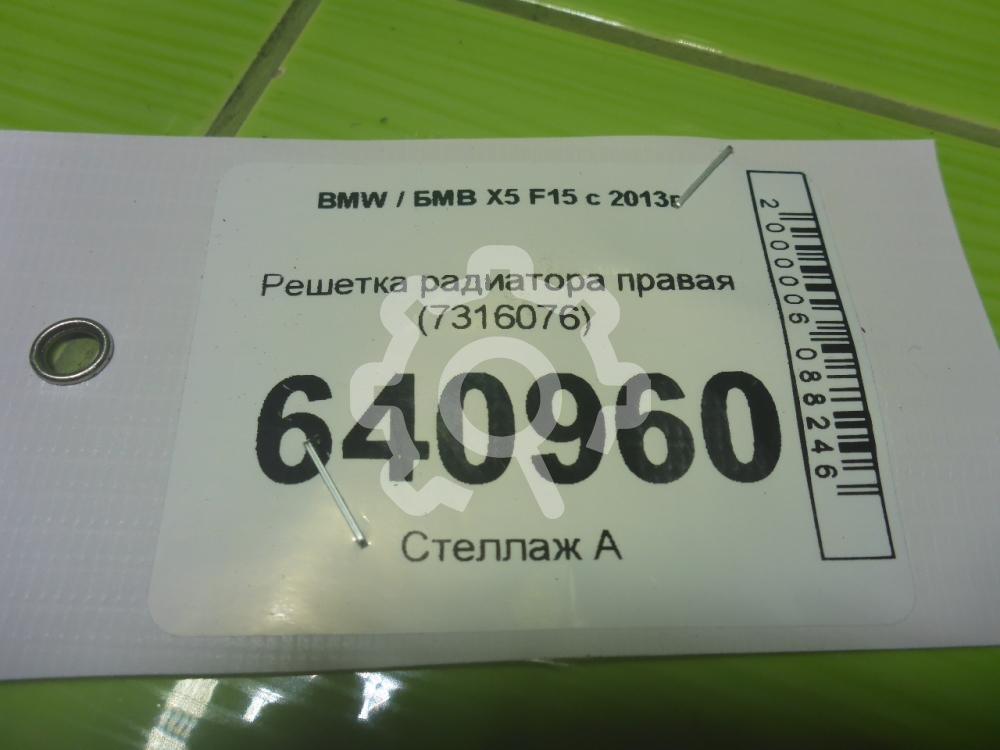 BMW / БМВ X5 F15 с 2013г
Решетка радиатора правая
(7316076)
640960
Стеллаж А
2000006088246